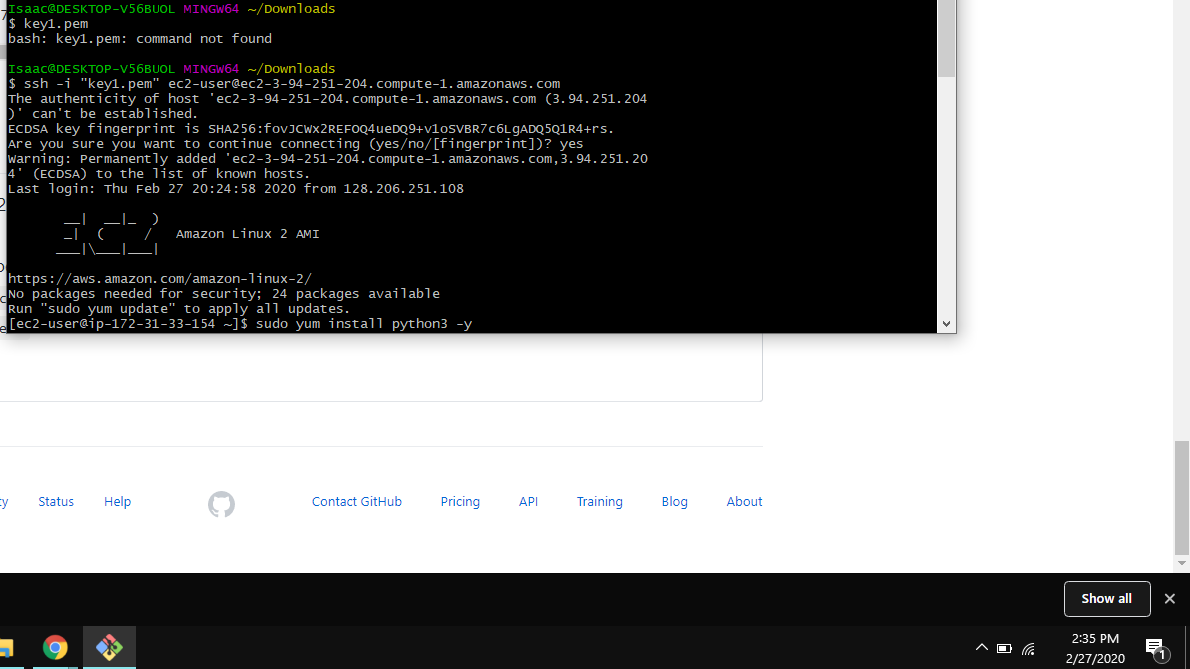 Isaac@DESKTOP-V56BUOL MINGW64 ~/Downloads
$ key1.pem
bash: key1.pem: command not found
Isaac@DESKTOP-V56BUOL MINGW64 ~/Downloads
$ ssh -i "key1.pem" ec2-user@ec2-3-94-251-204.compute-1.amazonaws.com
The authenticity of host 'ec2-3-94-251-204.compute-1.amazonaws.com (3.94.251.204
)' can't be established.
ECDSA key fingerprint is SHA256:fovJCWx2REFOQ4ueDQ9+v1oSVBR7c6LgADQ5Q1R4+rs.
Are you sure you want to continue connecting (yes/no/[fingerprint])? yes
Warning: Permanently added 'ec2-3-94-251-204.compute-1.amazonaws.com,3.94.251.20
4' (ECDSA) to the list of known hosts.
Last login: Thu Feb 27 20:24:58 2020 from 128.206.251.108
__|  __|_  )
_|  (     /   Amazon Linux 2 AMI
___|\___|___|
https://aws.amazon.com/amazon-linux-2/
No packages needed for security; 24 packages available
Run "sudo yum update" to apply all updates.
[ec2-user@ip-172-31-33-154 ~]$ sudo yum install python3 -y
Status Help Contact GitHub Pricing API Training Blog About
Show all
2:35 PM
2/27/2020
1